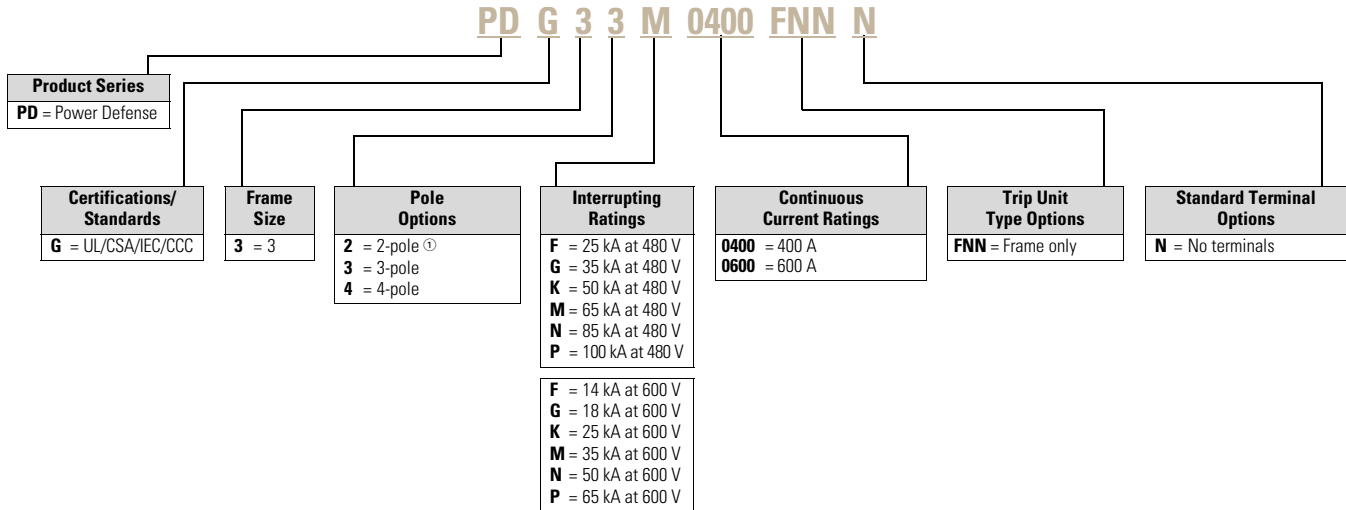 PD G 3 3 M 0400 FNN N
Product Series
PD = Power Defense
Certifications/
Standards
G = UL/CSA/IEC/CCC
Frame
Size
3 = 3
Pole
Options
2 = 2-pole ①
3 = 3-pole
4 = 4-pole
Interrupting
Ratings
F = 25 kA at 480 V
G = 35 kA at 480 V
K = 50 kA at 480 V
M = 65 kA at 480 V
N = 85 kA at 480 V
P = 100 kA at 480 V
F = 14 kA at 600 V
G = 18 kA at 600 V
K = 25 kA at 600 V
M = 35 kA at 600 V
N = 50 kA at 600 V
P = 65 kA at 600 V
Continuous
Current Ratings
0400 = 400 A
0600 = 600 A
Trip Unit
Type Options
FNN = Frame only
Standard Terminal
Options
N = No terminals